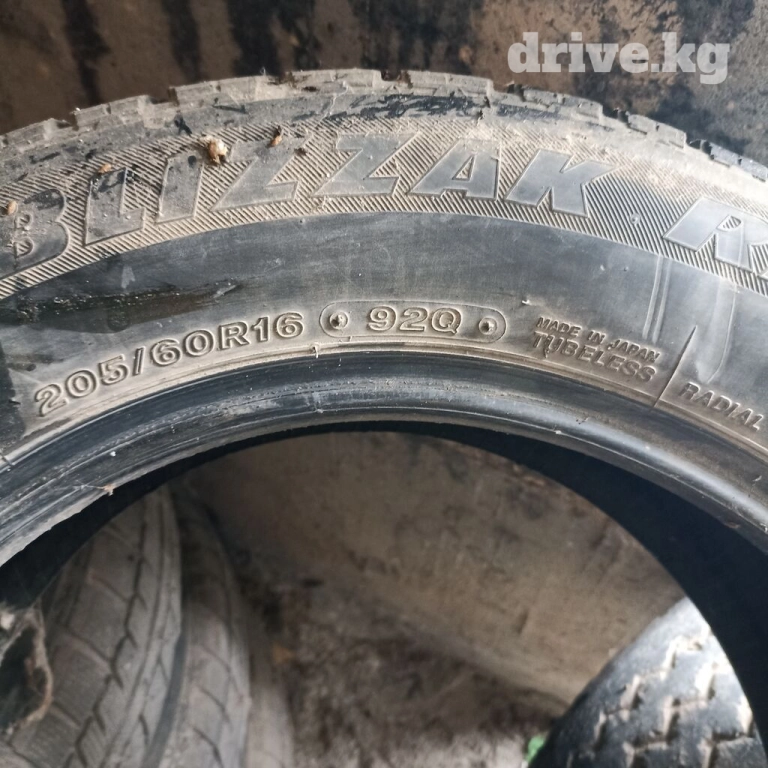 drive.kg
BLIZZAK
205/60R16 92Q
MADE IN JAPAN
TUBELESS
RADIAL